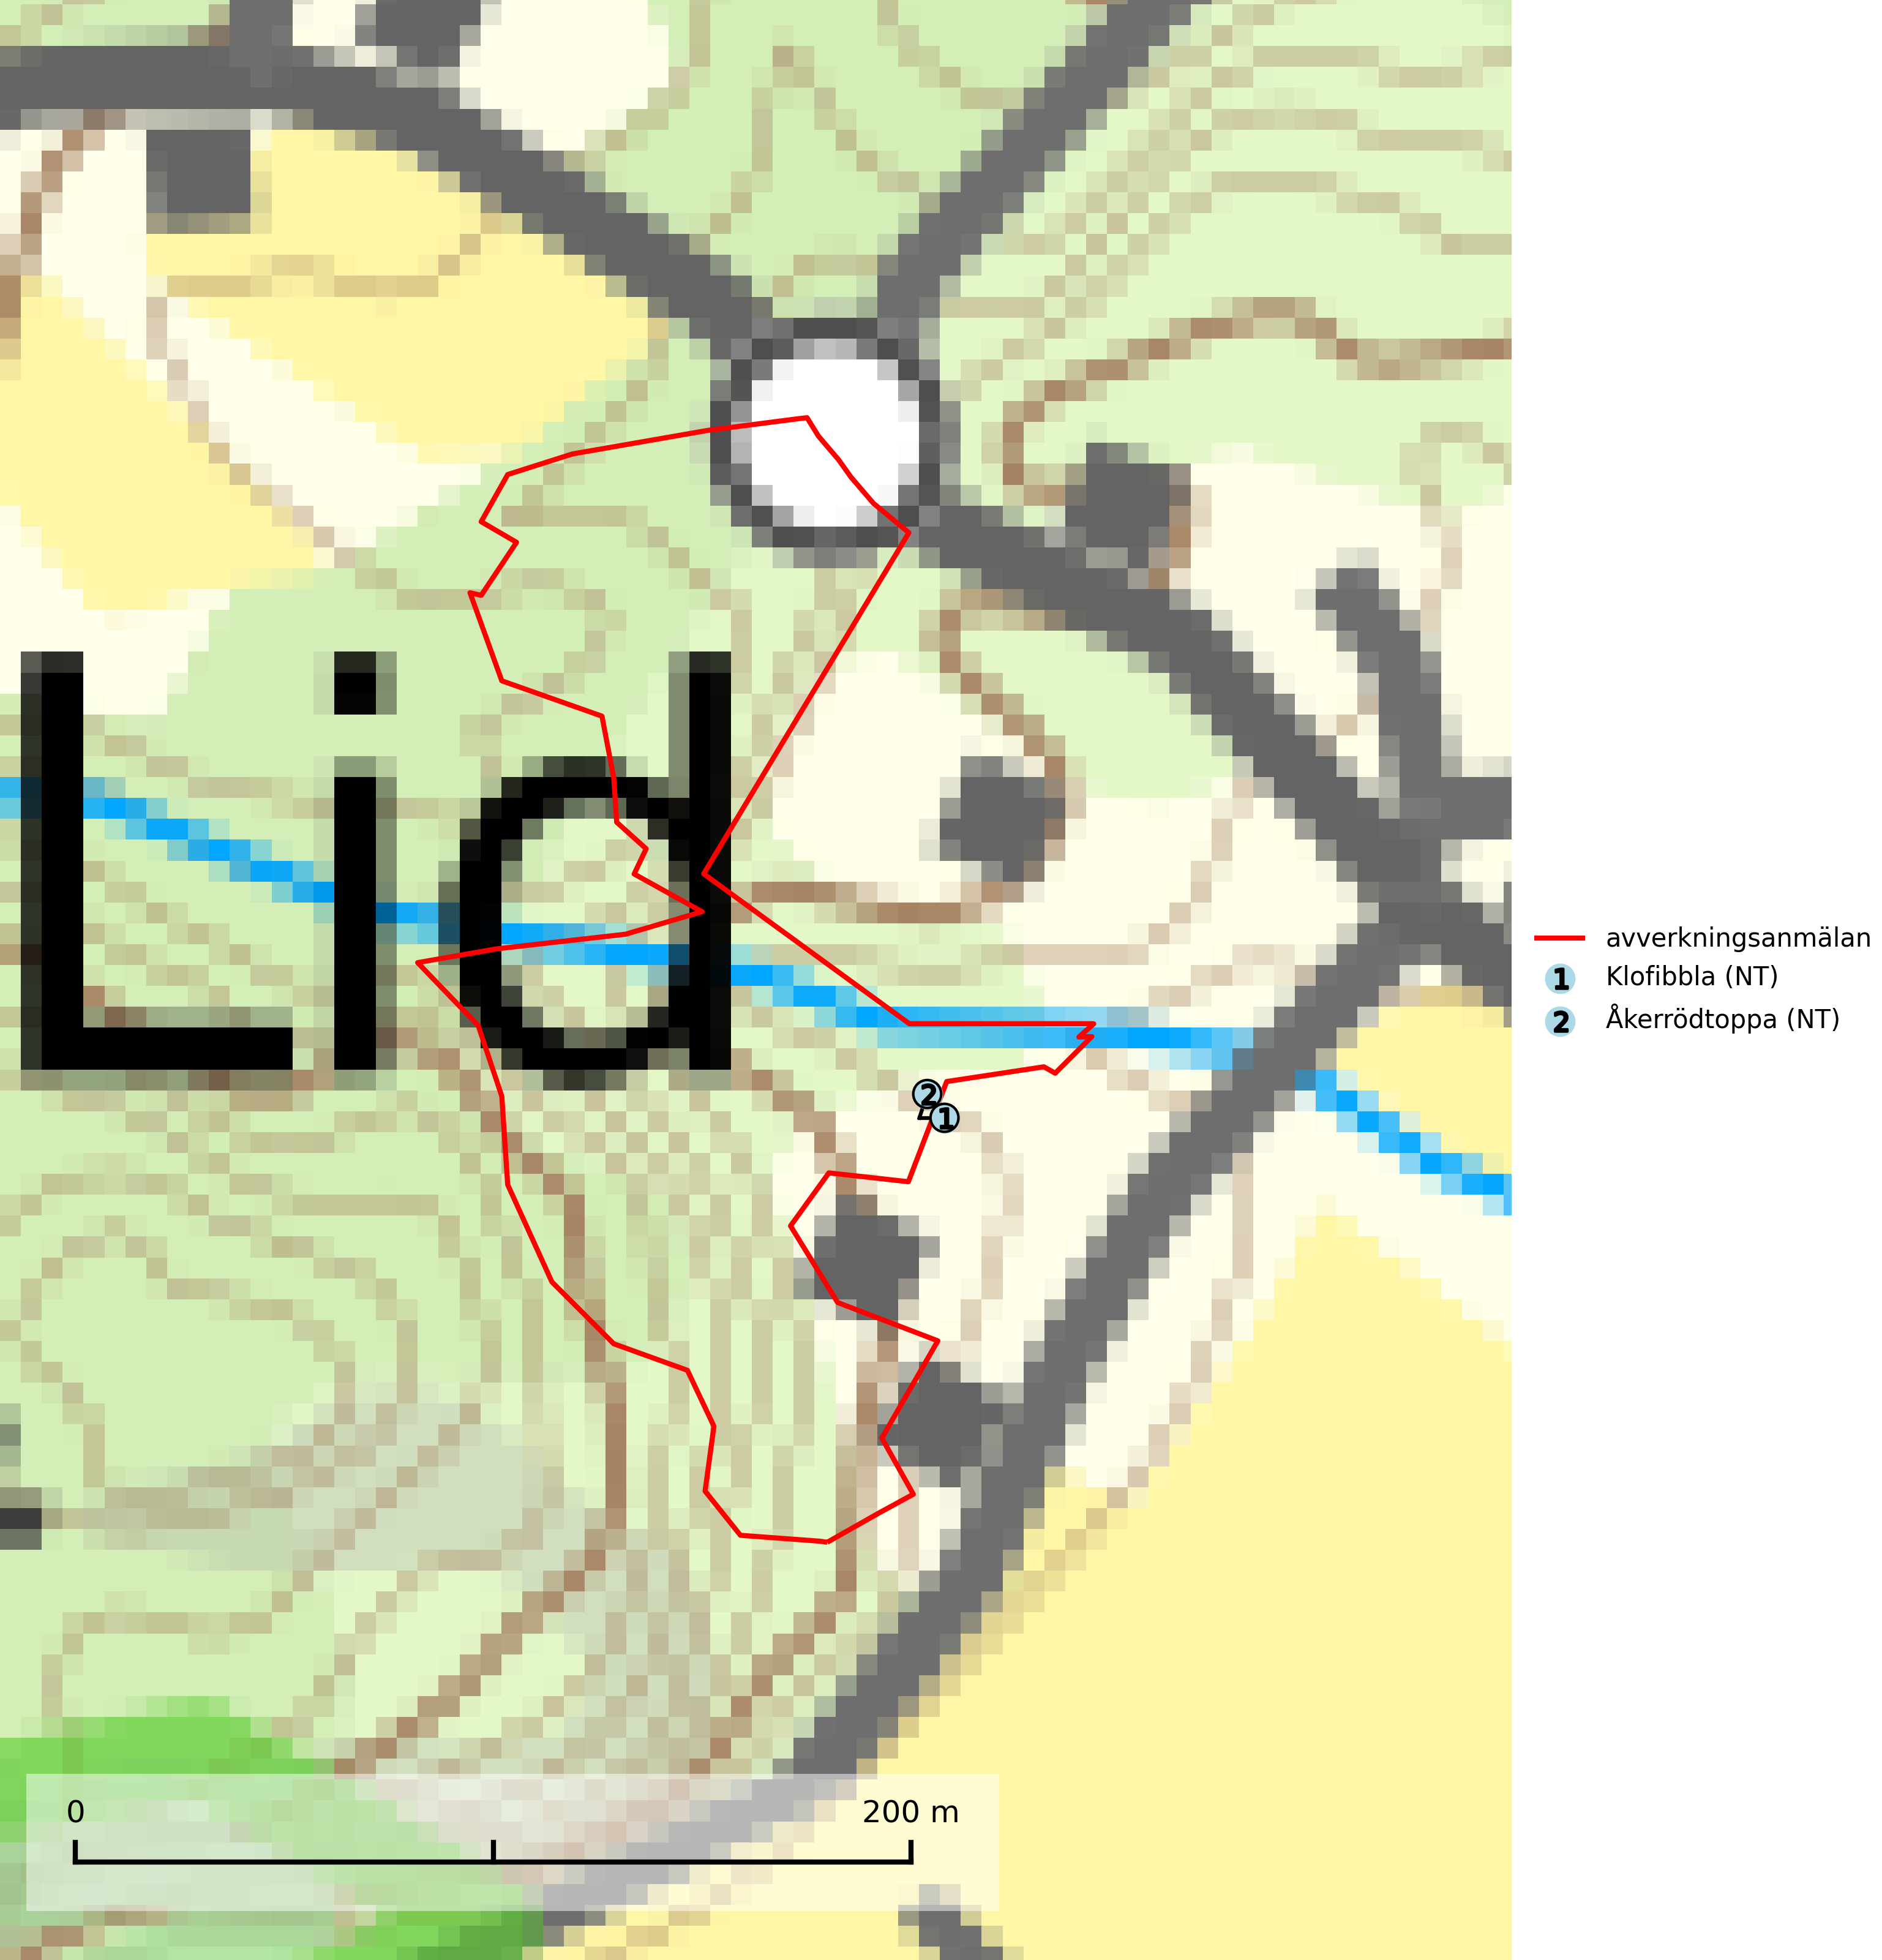 Lid
avverkningsanmälan
1 Klofibbla (NT)
2 Åkerrödtoppa (NT)
2
1
0 200 m